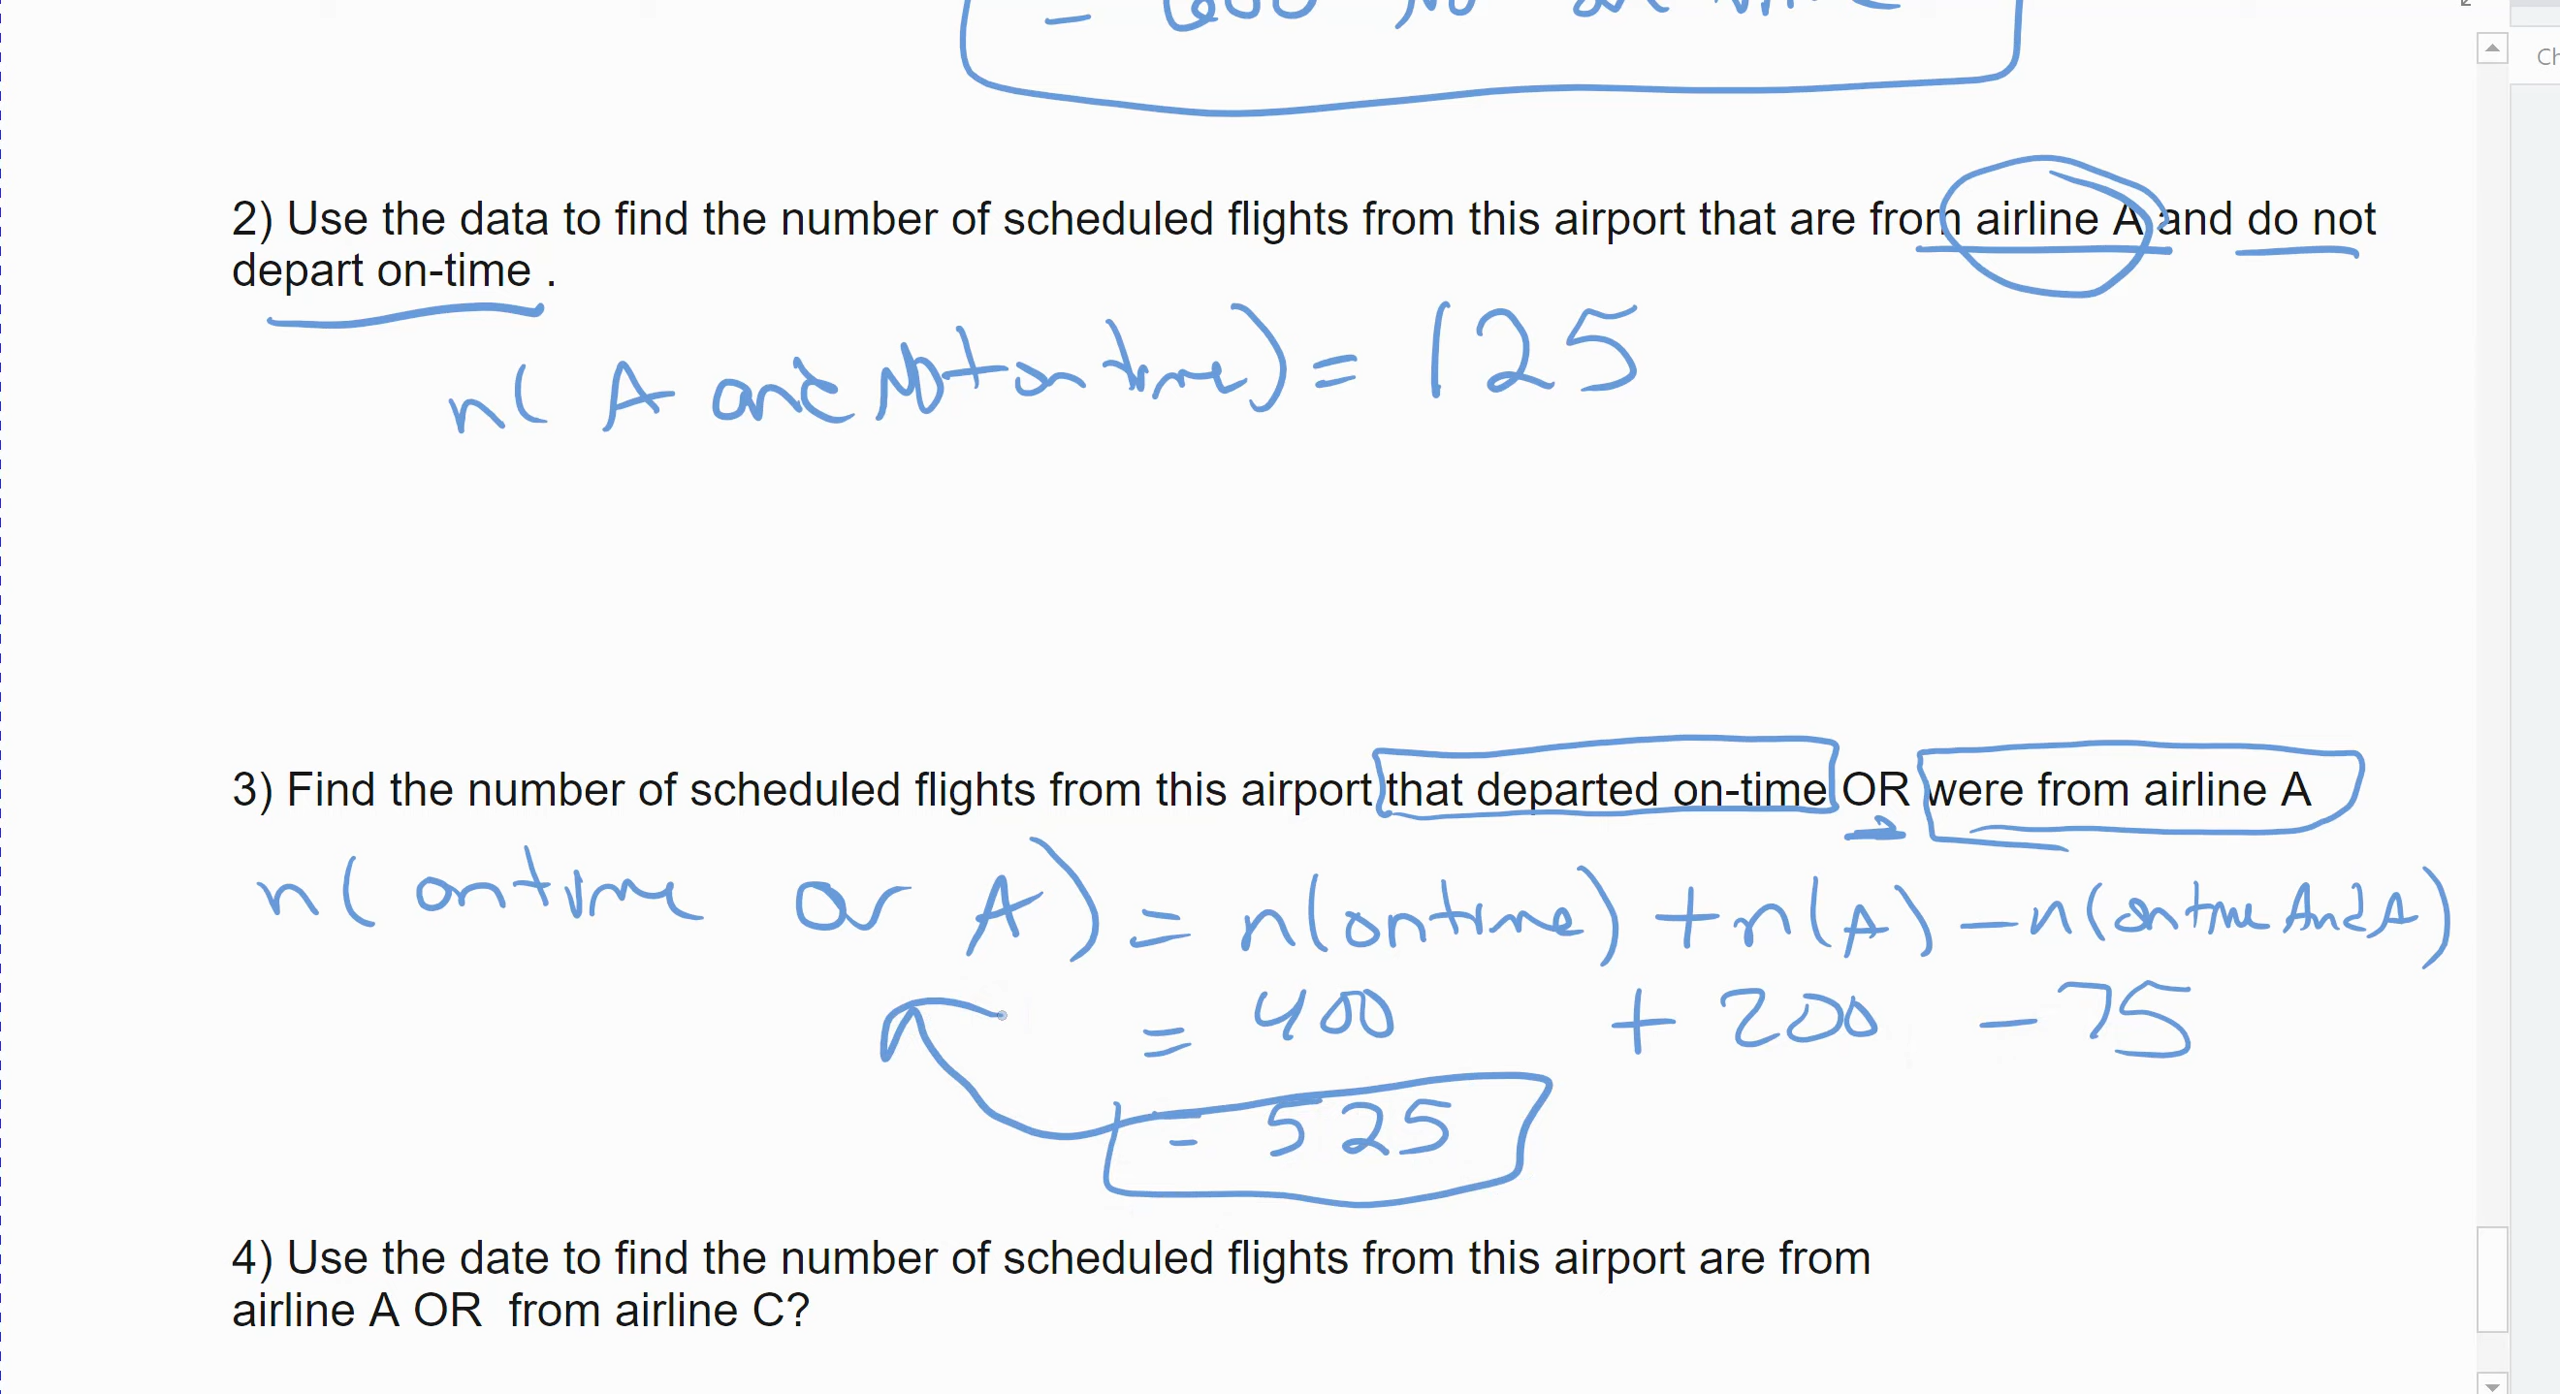 2) Use the data to find the number of scheduled flights from this airport that are from airline A and do not
depart on-time .
n( A and Not on time) = 125
3) Find the number of scheduled flights from this airport that departed on-time OR were from airline A
n( ontime or A) = n(ontime) + n(A) - n(ontime And A)
= 400 + 200 - 75
= 525
4) Use the date to find the number of scheduled flights from this airport are from
airline A OR from airline C?